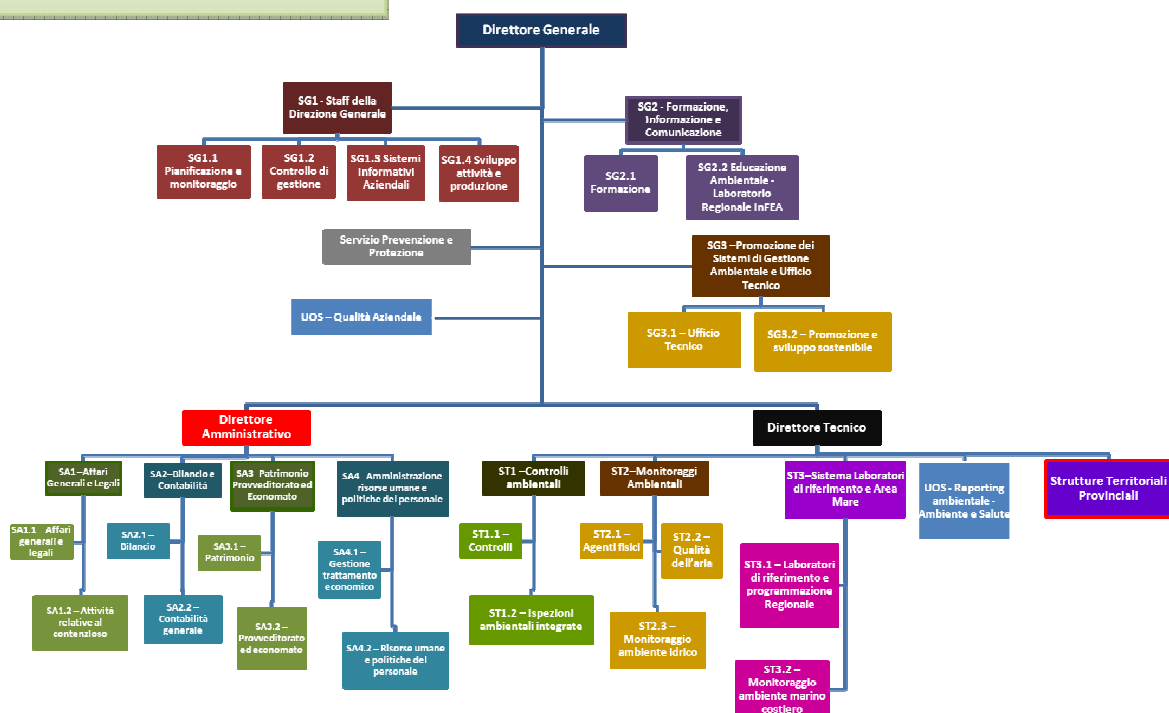 Direttore Generale
SG1 - Staff della
Direzione Generale
SG2 - Formazione,
Informazione e
Comunicazione
SG1.1
Pianificazione e
monitoraggio
SG1.2
Controllo di
gestione
SG1.3 Sistemi
Informativi
Aziendali
SG1.4 Sviluppo
attività e
produzione
SG2.1
Formazione
SG2.2 Educazione
Ambientale -
Laboratorio
Regionale InFEA
Servizio Prevenzione e
Protezione
SG3 –Promozione dei
Sistemi di Gestione
Ambientale e Ufficio
Tecnico
UOS – Qualità Aziendale
SG3.1 – Ufficio
Tecnico
SG3.2 – Promozione e
sviluppo sostenibile
Direttore
Amministrativo
Direttore Tecnico
SA1 –Affari
Generali e Legali
SA2–Bilancio e
Contabilità
SA3 Patrimonio
Provveditorato ed
Economato
SA4 Amministrazione
risorse umane e
politiche del personale
ST1 –Controlli
ambientali
ST2–Monitoraggi
Ambientali
ST3–Sistema Laboratori
di riferimento e Area
Mare
UOS - Reporting
ambientale -
Ambiente e Salute
Strutture Territoriali
Provinciali
SA1.1 – Affari
generali e
legali
SA2.1 –
Bilancio
SA3.1 –
Patrimonio
SA4.1 –
Gestione
trattamento
economico
ST1.1 –
Controlli
ST2.1 –
Agenti fisici
ST2.2 –
Qualità
dell'aria
ST3.1 – Laboratori
di riferimento e
programmazione
Regionale
SA1.2 – Attività
relative al
contenzioso
SA2.2 –
Contabilità
generale
SA3.2 –
Provveditorato
ed economato
SA4.2 – Risorse umane
e politiche del
personale
ST1.2 – Ispezioni
ambientali integrate
ST2.3 –
Monitoraggio
ambiente idrico
ST3.2 –
Monitoraggio
ambiente marino
costiero